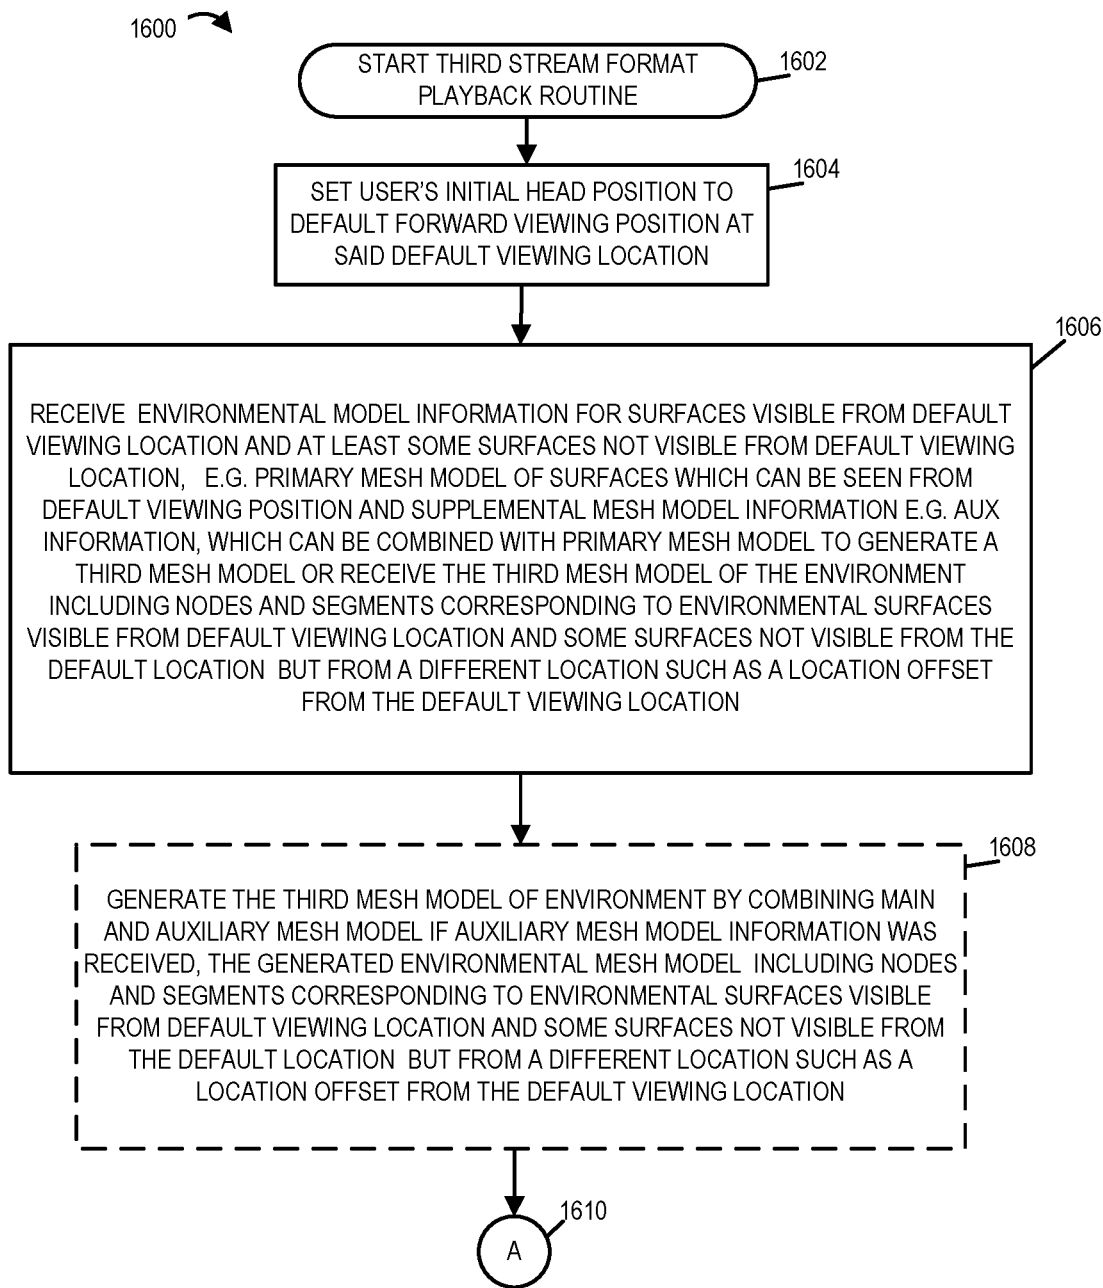 1600
START THIRD STREAM FORMAT
PLAYBACK ROUTINE
1602
1604
SET USER'S INITIAL HEAD POSITION TO
DEFAULT FORWARD VIEWING POSITION AT
SAID DEFAULT VIEWING LOCATION
1606
RECEIVE ENVIRONMENTAL MODEL INFORMATION FOR SURFACES VISIBLE FROM DEFAULT
VIEWING LOCATION AND AT LEAST SOME SURFACES NOT VISIBLE FROM DEFAULT VIEWING
LOCATION, E.G. PRIMARY MESH MODEL OF SURFACES WHICH CAN BE SEEN FROM
DEFAULT VIEWING POSITION AND SUPPLEMENTAL MESH MODEL INFORMATION E.G. AUX
INFORMATION, WHICH CAN BE COMBINED WITH PRIMARY MESH MODEL TO GENERATE A
THIRD MESH MODEL OR RECEIVE THE THIRD MESH MODEL OF THE ENVIRONMENT
INCLUDING NODES AND SEGMENTS CORRESPONDING TO ENVIRONMENTAL SURFACES
VISIBLE FROM DEFAULT VIEWING LOCATION AND SOME SURFACES NOT VISIBLE FROM THE
DEFAULT LOCATION BUT FROM A DIFFERENT LOCATION SUCH AS A LOCATION OFFSET
FROM THE DEFAULT VIEWING LOCATION
1608
GENERATE THE THIRD MESH MODEL OF ENVIRONMENT BY COMBINING MAIN
AND AUXILIARY MESH MODEL IF AUXILIARY MESH MODEL INFORMATION WAS
RECEIVED, THE GENERATED ENVIRONMENTAL MESH MODEL INCLUDING NODES
AND SEGMENTS CORRESPONDING TO ENVIRONMENTAL SURFACES VISIBLE
FROM DEFAULT VIEWING LOCATION AND SOME SURFACES NOT VISIBLE FROM
THE DEFAULT LOCATION BUT FROM A DIFFERENT LOCATION SUCH AS A
LOCATION OFFSET FROM THE DEFAULT VIEWING LOCATION
1610
A